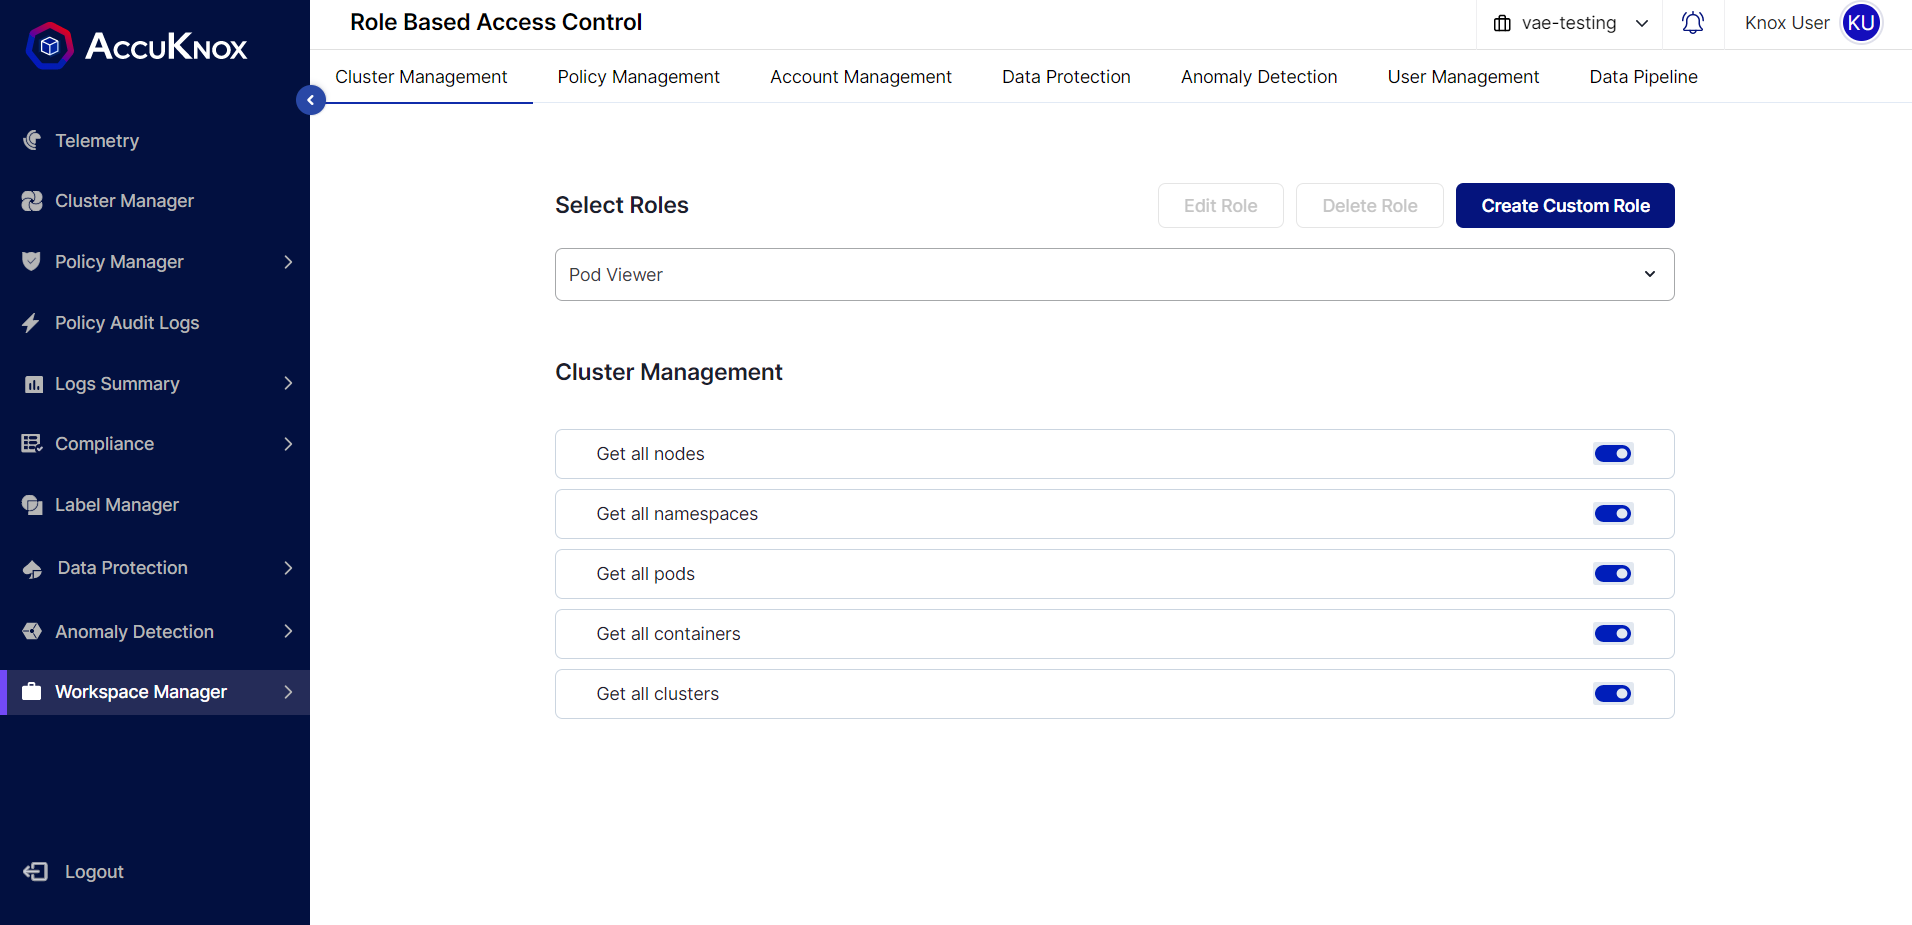 AccuKnox
Telemetry
Cluster Manager
Policy Manager
Policy Audit Logs
Logs Summary
Compliance
Label Manager
Data Protection
Anomaly Detection
Workspace Manager
Logout
Role Based Access Control
vae-testing
Knox User
KU
Cluster Management
Policy Management
Account Management
Data Protection
Anomaly Detection
User Management
Data Pipeline
Select Roles
Edit Role
Delete Role
Create Custom Role
Pod Viewer
Cluster Management
Get all nodes
Get all namespaces
Get all pods
Get all containers
Get all clusters